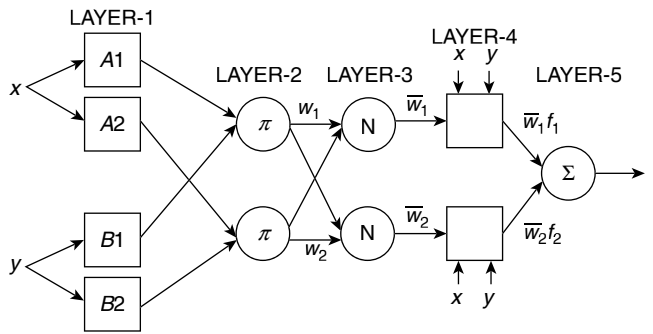 LAYER-1
LAYER-2
LAYER-3
LAYER-4
LAYER-5
x
A1
A2
y
B1
B2
π
π
w₁
w₂
N
N
w̅₁
w̅₂
x y
x y
w̅₁f₁
w̅₂f₂
Σ